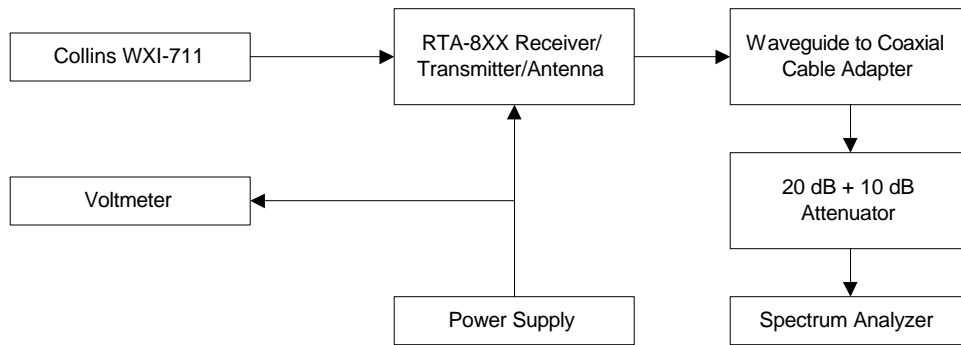 Collins WXI-711
RTA-8XX Receiver/
Transmitter/Antenna
Waveguide to Coaxial
Cable Adapter
Voltmeter
20 dB + 10 dB
Attenuator
Power Supply
Spectrum Analyzer